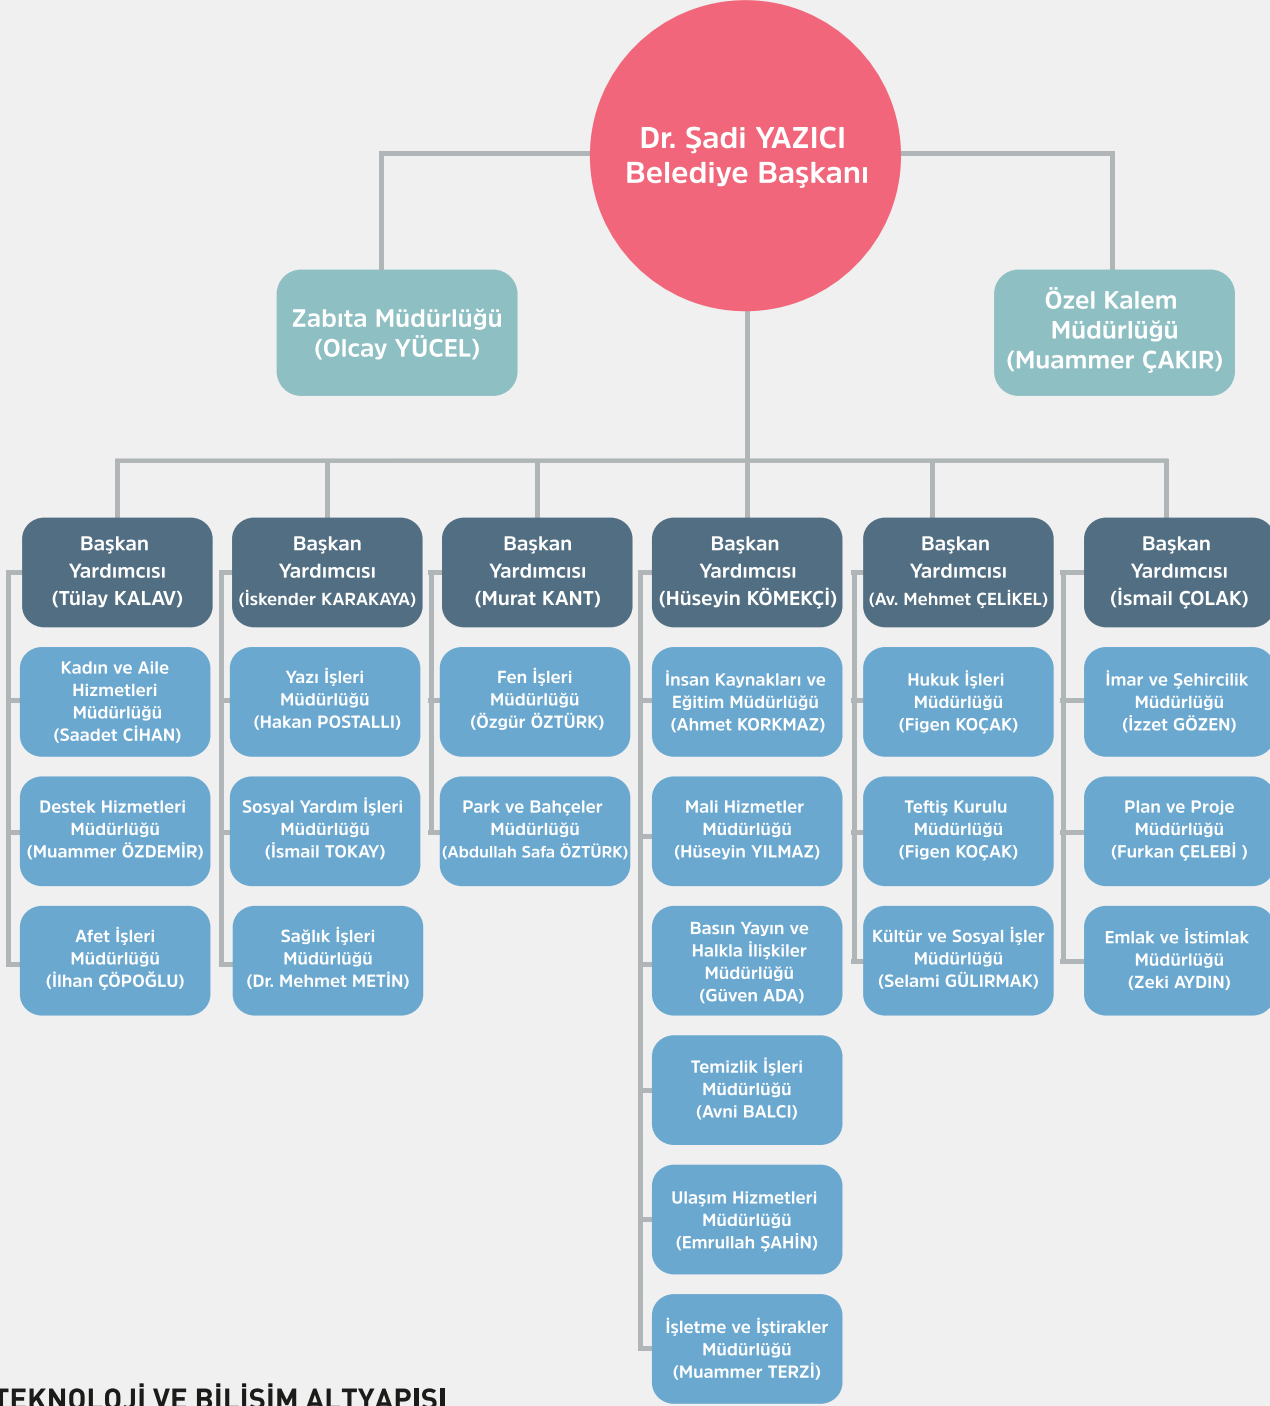 Dr. Şadi YAZICI
Belediye Başkanı
Zabıta Müdürlüğü
(Olcay YÜCEL)
Özel Kalem
Müdürlüğü
(Muammer ÇAKIR)
Başkan
Yardımcısı
(Tülay KALAV)
Kadın ve Aile
Hizmetleri
Müdürlüğü
(Saadet CİHAN)
Destek Hizmetleri
Müdürlüğü
(Muammer ÖZDEMİR)
Afet İşleri
Müdürlüğü
(İlhan ÇÖPOĞLU)
Başkan
Yardımcısı
(İskender KARAKAYA)
Yazı İşleri
Müdürlüğü
(Hakan POSTALLI)
Sosyal Yardım İşleri
Müdürlüğü
(İsmail TOKAY)
Sağlık İşleri
Müdürlüğü
(Dr. Mehmet METİN)
Başkan
Yardımcısı
(Murat KANT)
Fen İşleri
Müdürlüğü
(Özgür ÖZTÜRK)
Park ve Bahçeler
Müdürlüğü
(Abdullah Safa ÖZTÜRK)
Başkan
Yardımcısı
(Hüseyin KÖMEKÇİ)
İnsan Kaynakları ve
Eğitim Müdürlüğü
(Ahmet KORKMAZ)
Mali Hizmetler
Müdürlüğü
(Hüseyin YILMAZ)
Basın Yayın ve
Halkla İlişkiler
Müdürlüğü
(Güven ADA)
Temizlik İşleri
Müdürlüğü
(Avni BALCI)
Ulaşım Hizmetleri
Müdürlüğü
(Emrullah ŞAHİN)
İşletme ve İştirakler
Müdürlüğü
(Muammer TERZİ)
Başkan
Yardımcısı
(Av. Mehmet ÇELİKEL)
Hukuk İşleri
Müdürlüğü
(Figen KOÇAK)
Teftiş Kurulu
Müdürlüğü
(Figen KOÇAK)
Kültür ve Sosyal İşler
Müdürlüğü
(Selami GÜLIRMAK)
Başkan
Yardımcısı
(İsmail ÇOLAK)
İmar ve Şehircilik
Müdürlüğü
(İzzet GÖZEN)
Plan ve Proje
Müdürlüğü
(Furkan ÇELEBİ )
Emlak ve İstimlak
Müdürlüğü
(Zeki AYDIN)
TEKNOLOJİ VE BİLİŞİM ALTYAPISI